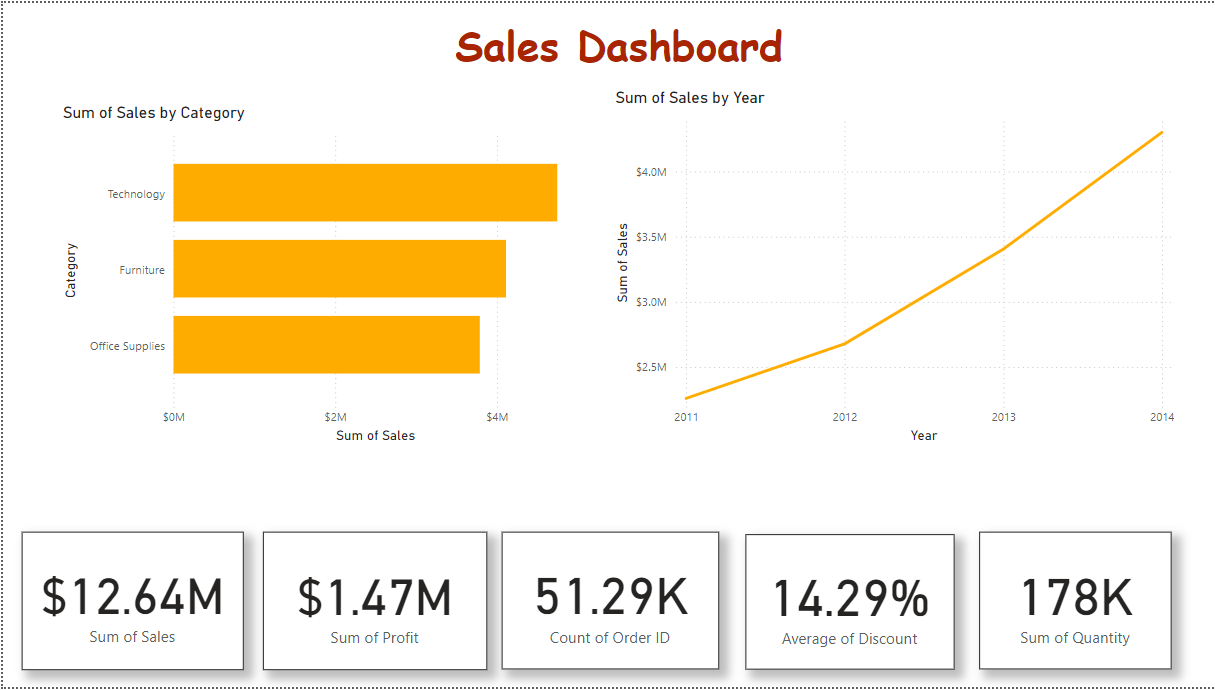 Sales Dashboard
Sum of Sales by Category
Category
Technology
Furniture
Office Supplies
$0M $2M $4M
Sum of Sales
Sum of Sales by Year
Sum of Sales
$4.0M
$3.5M
$3.0M
$2.5M
2011 2012 2013 2014
Year
$12.64M
Sum of Sales
$1.47M
Sum of Profit
51.29K
Count of Order ID
14.29%
Average of Discount
178K
Sum of Quantity